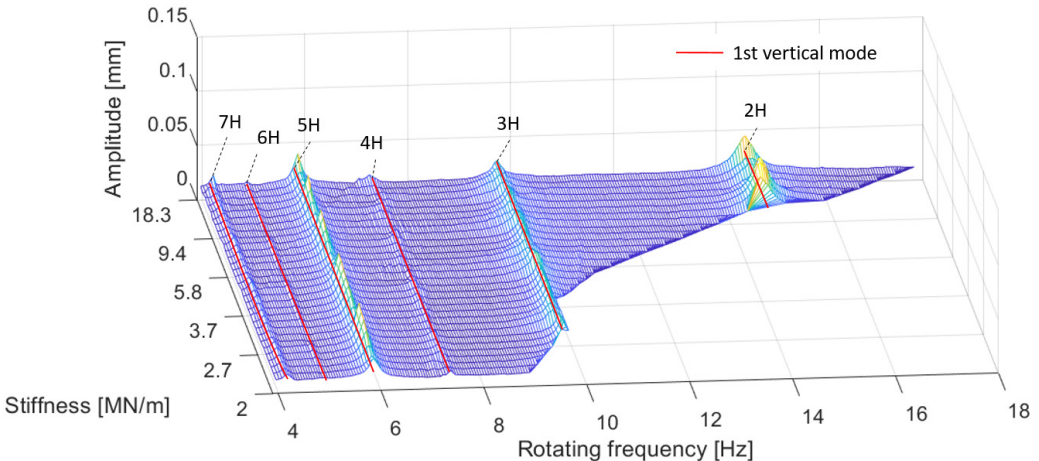 0.15
1st vertical mode
0.1
Amplitude [mm]
0.05
7H
6H
5H
4H
3H
2H
0
18.3
9.4
5.8
3.7
2.7
2
Stiffness [MN/m]
4
6
8
10
12
14
16
18
Rotating frequency [Hz]